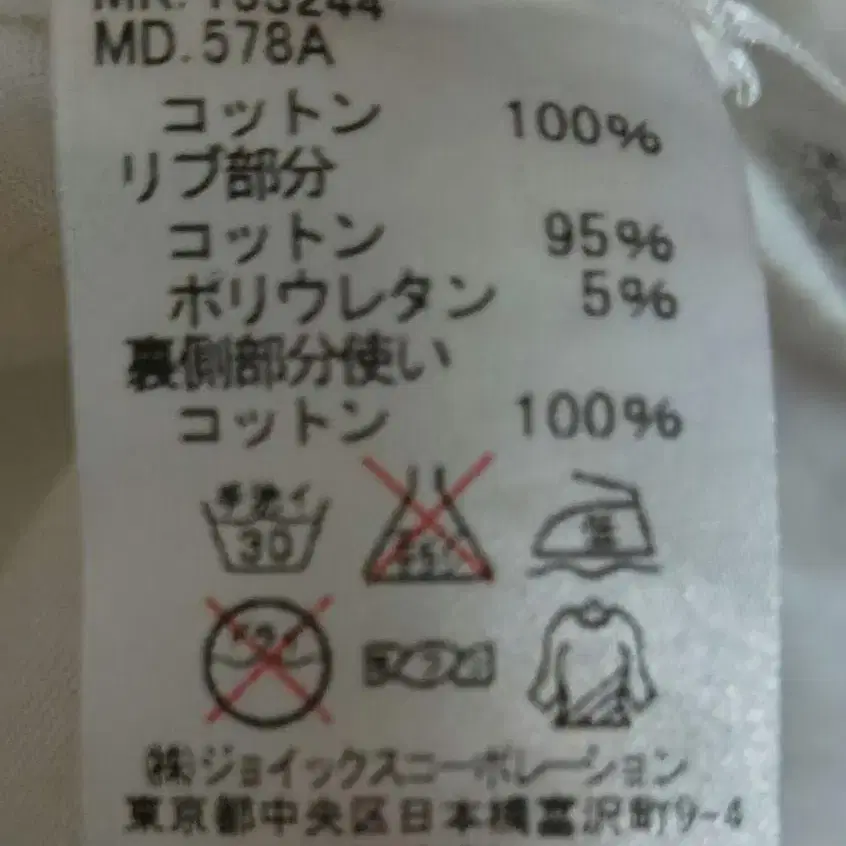 MD.578A
コットン 100%
リブ部分
コットン 95%
ポリウレタン 5%
裏側部分使い
コットン 100%
手洗イ
30
ドライ
㈱ジョイックスコーポレーション
東京都中央区日本橋富沢町9-4